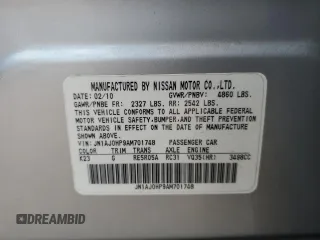 MANUFACTURED BY NISSAN MOTOR CO.,LTD.
DATE: 02/10 GVWR/PNBV: 4860 LBS.
GAWR/PNBE FR: 2327 LBS. RR: 2542 LBS.
THIS VEHICLE CONFORMS TO ALL APPLICABLE
FEDERAL MOTOR VEHICLE
SAFETY,BUMPER,AND THEFT PREVENTION
STANDARDS IN EFFECT ON THE DATE OF MANUFACTURE
SHOWN ABOVE.
PASSENGER CAR
VIN: JN1AJ0HP9AM701748
COLOR TRIM TRANS AXLE ENGINE
K23 G RE5R05A RC31 VQ35(HR) 3498CC
JN1AJ0HP9AM701748